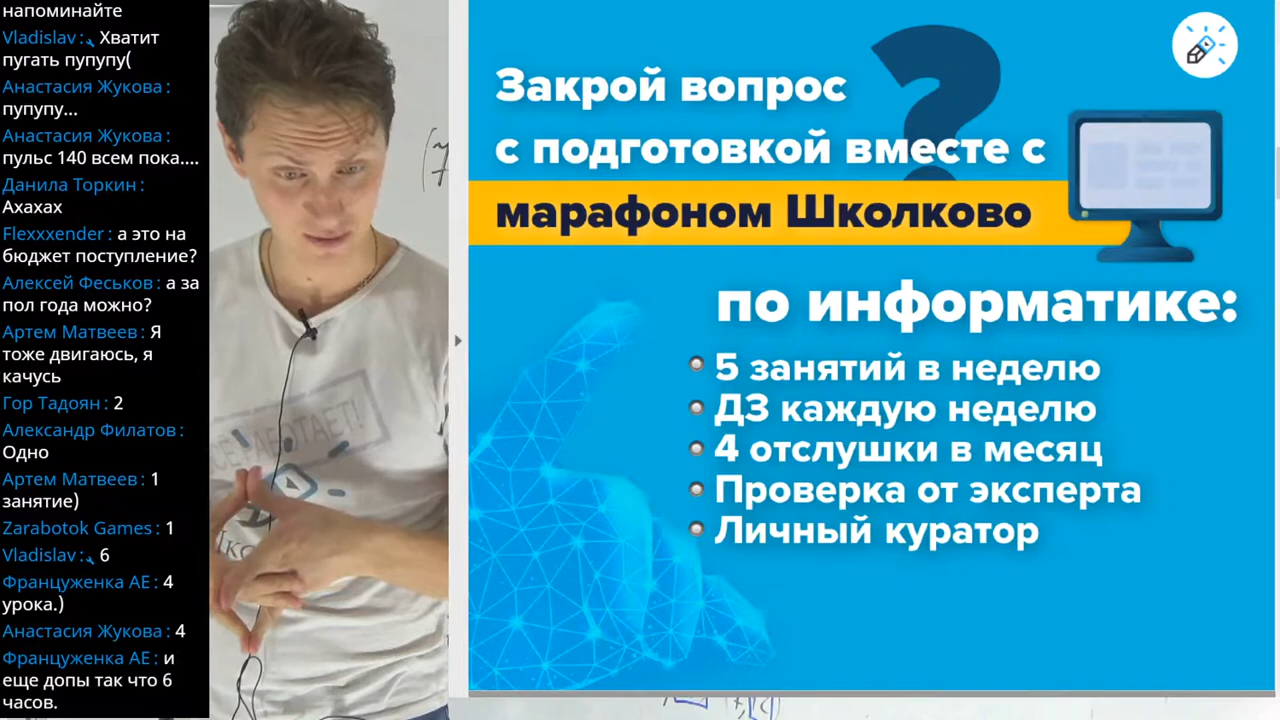 напоминайте
Vladislav: Хватит
пугать пупупу(
Анастасия Жукова:
пупупу...
Анастасия Жукова:
пульс 140 всем пока....
Данила Торкин:
Ахахах
Flexxxender: а это на
бюджет поступление?
Алексей Феськов: а за
пол года можно?
Артем Матвеев: Я
тоже двигаюсь, я
качусь
Гор Тадоян: 2
Александр Филатов:
Одно
Артем Матвеев: 1
занятие)
Zarabotok Games: 1
Vladislav: 6
Француженка АЕ: 4
урока.)
Анастасия Жукова: 4
Француженка АЕ: и
еще допы так что 6
часов.
Закрой вопрос
с подготовкой вместе с
марафоном Школково
по информатике:
5 занятий в неделю
ДЗ каждую неделю
4 отслушки в месяц
Проверка от эксперта
Личный куратор